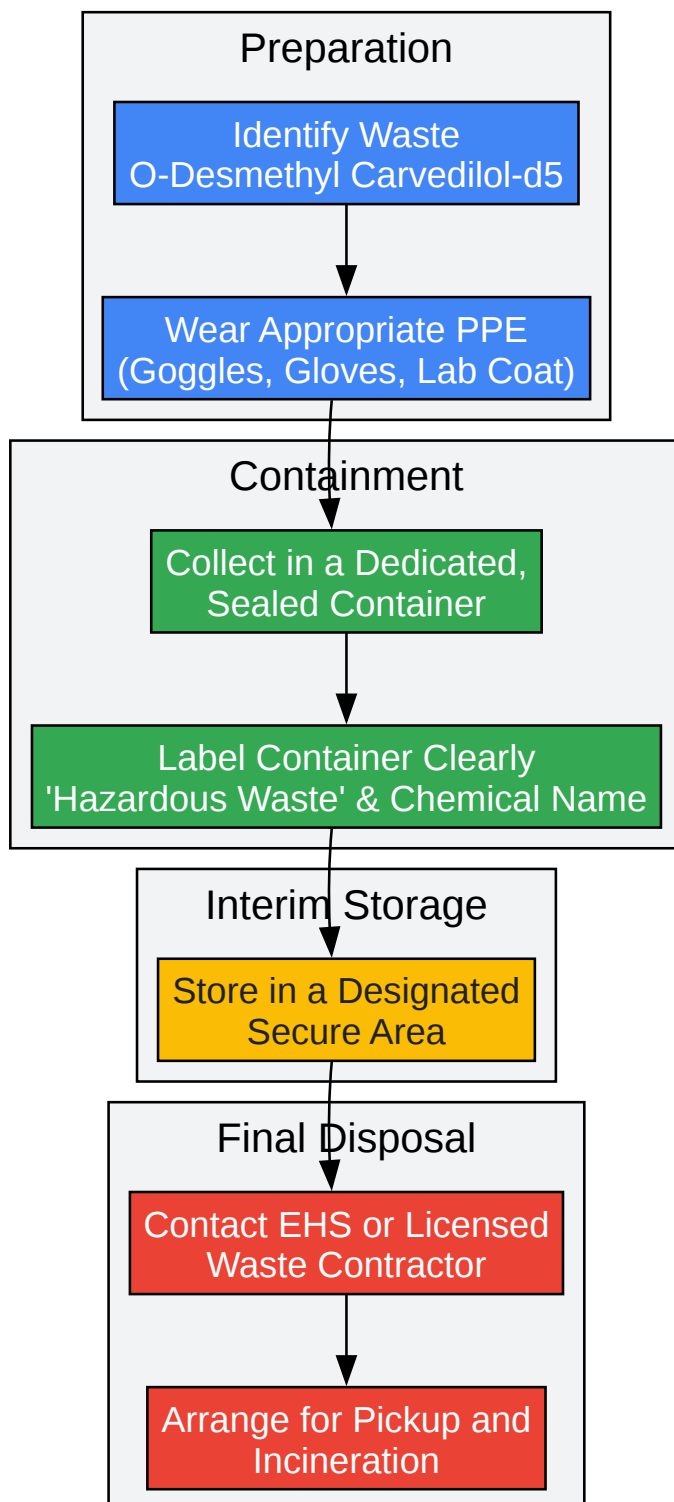 Preparation
Identify Waste
O-Desmethyl Carvedilol-d5
Wear Appropriate PPE
(Goggles, Gloves, Lab Coat)
Containment
Collect in a Dedicated,
Sealed Container
Label Container Clearly
'Hazardous Waste' & Chemical Name
Interim Storage
Store in a Designated
Secure Area
Final Disposal
Contact EHS or Licensed
Waste Contractor
Arrange for Pickup and
Incineration